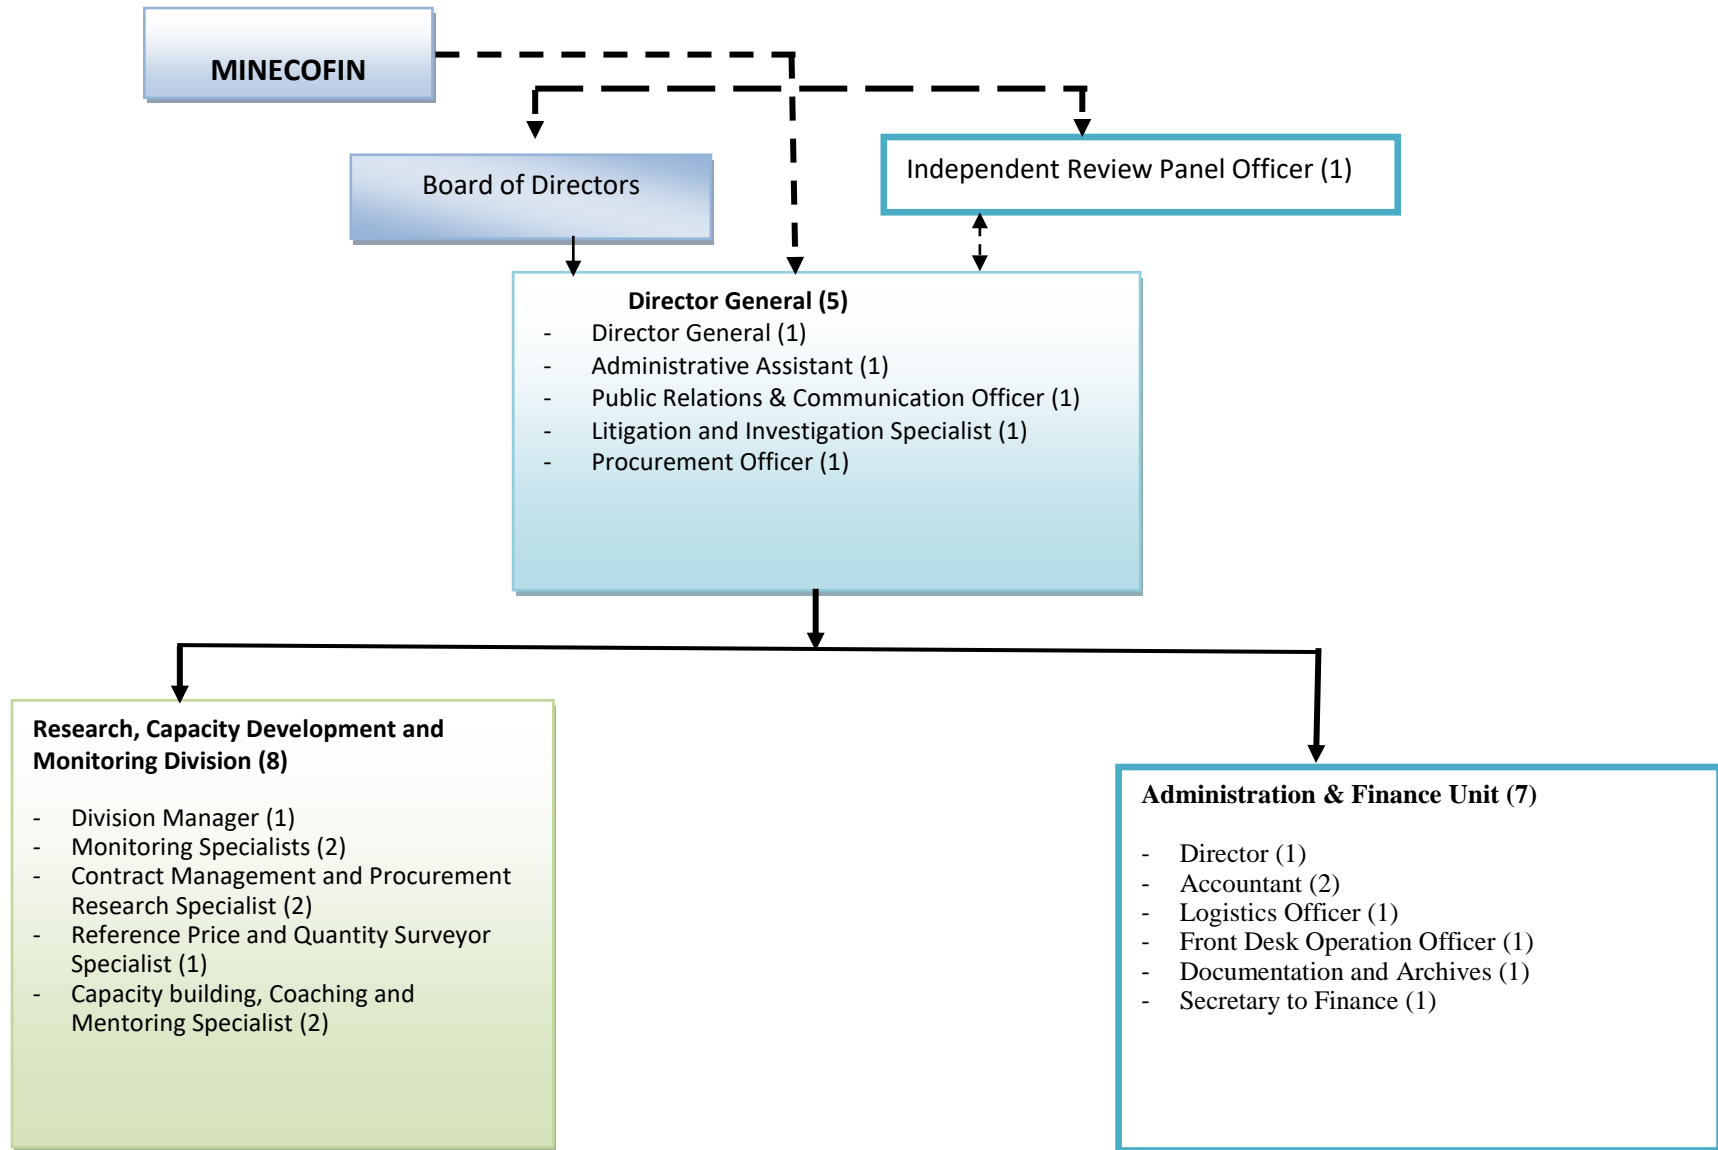 MINECOFIN
Board of Directors
Independent Review Panel Officer (1)
Director General (5)
- Director General (1)
- Administrative Assistant (1)
- Public Relations & Communication Officer (1)
- Litigation and Investigation Specialist (1)
- Procurement Officer (1)
Research, Capacity Development and
Monitoring Division (8)
- Division Manager (1)
- Monitoring Specialists (2)
- Contract Management and Procurement
Research Specialist (2)
- Reference Price and Quantity Surveyor
Specialist (1)
- Capacity building, Coaching and
Mentoring Specialist (2)
Administration & Finance Unit (7)
- Director (1)
- Accountant (2)
- Logistics Officer (1)
- Front Desk Operation Officer (1)
- Documentation and Archives (1)
- Secretary to Finance (1)